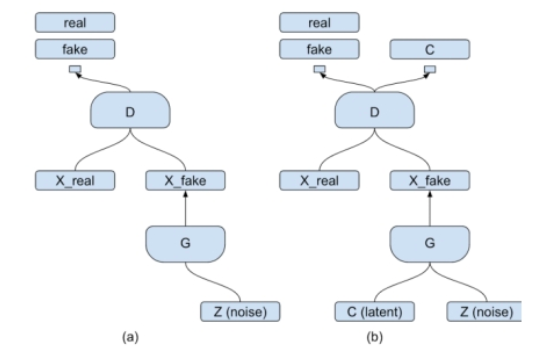 real
real
fake
fake
C
D
D
X_real
X_fake
X_real
X_fake
G
G
Z (noise)
C (latent)
Z (noise)
(a)
(b)